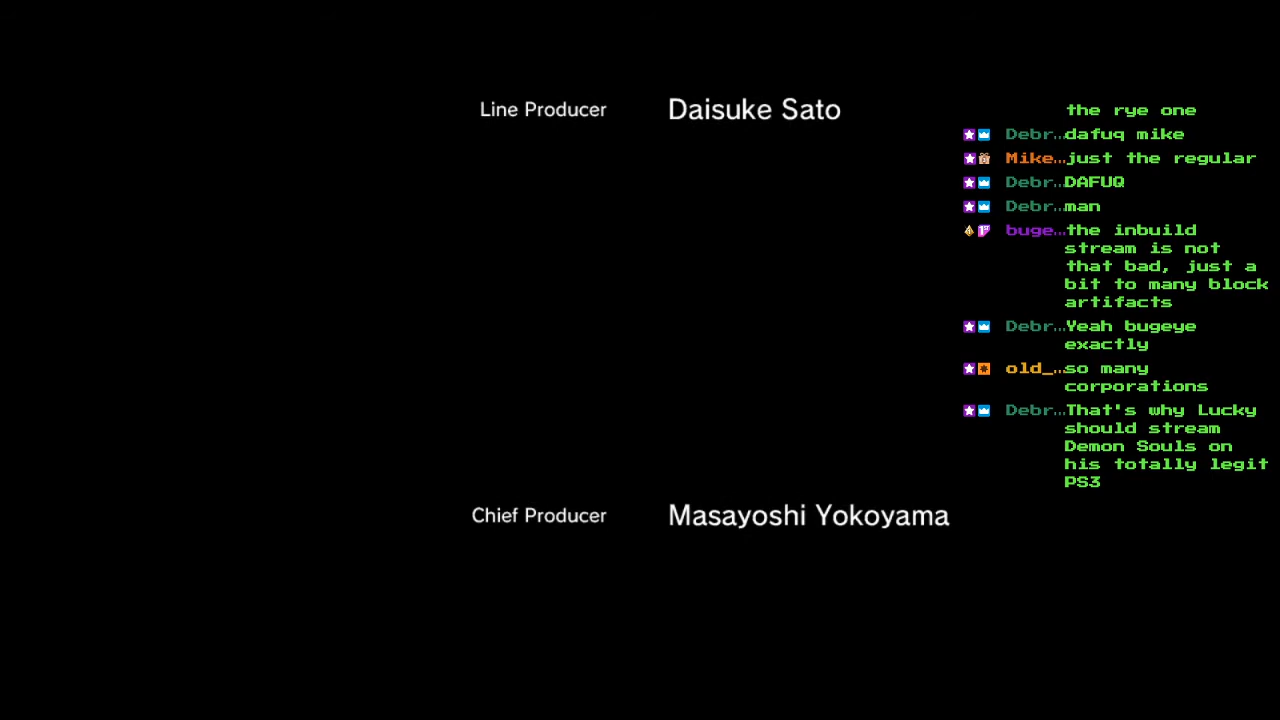 Line Producer Daisuke Sato
the rye one
Debr...dafuq mike
Mike...just the regular
Debr...DAFUQ
Debr...man
buge...the inbuild
stream is not
that bad, just a
bit to many block
artifacts
Debr...Yeah bugeye
exactly
old_...so many
corporations
Debr...That's why Lucky
should stream
Demon Souls on
his totally legit
PS3
Chief Producer Masayoshi Yokoyama